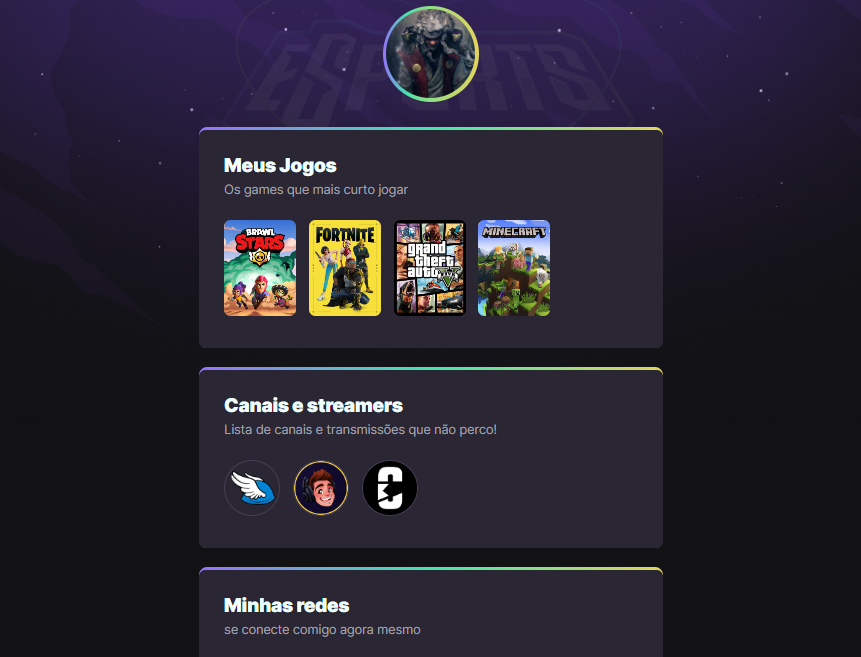 ESPORTS
Meus Jogos
Os games que mais curto jogar
BRAWL
STARS
FORTNITE
grand
theft
auto
V
MINECRAFT
Canais e streamers
Lista de canais e transmissões que não perco!
Minhas redes
se conecte comigo agora mesmo